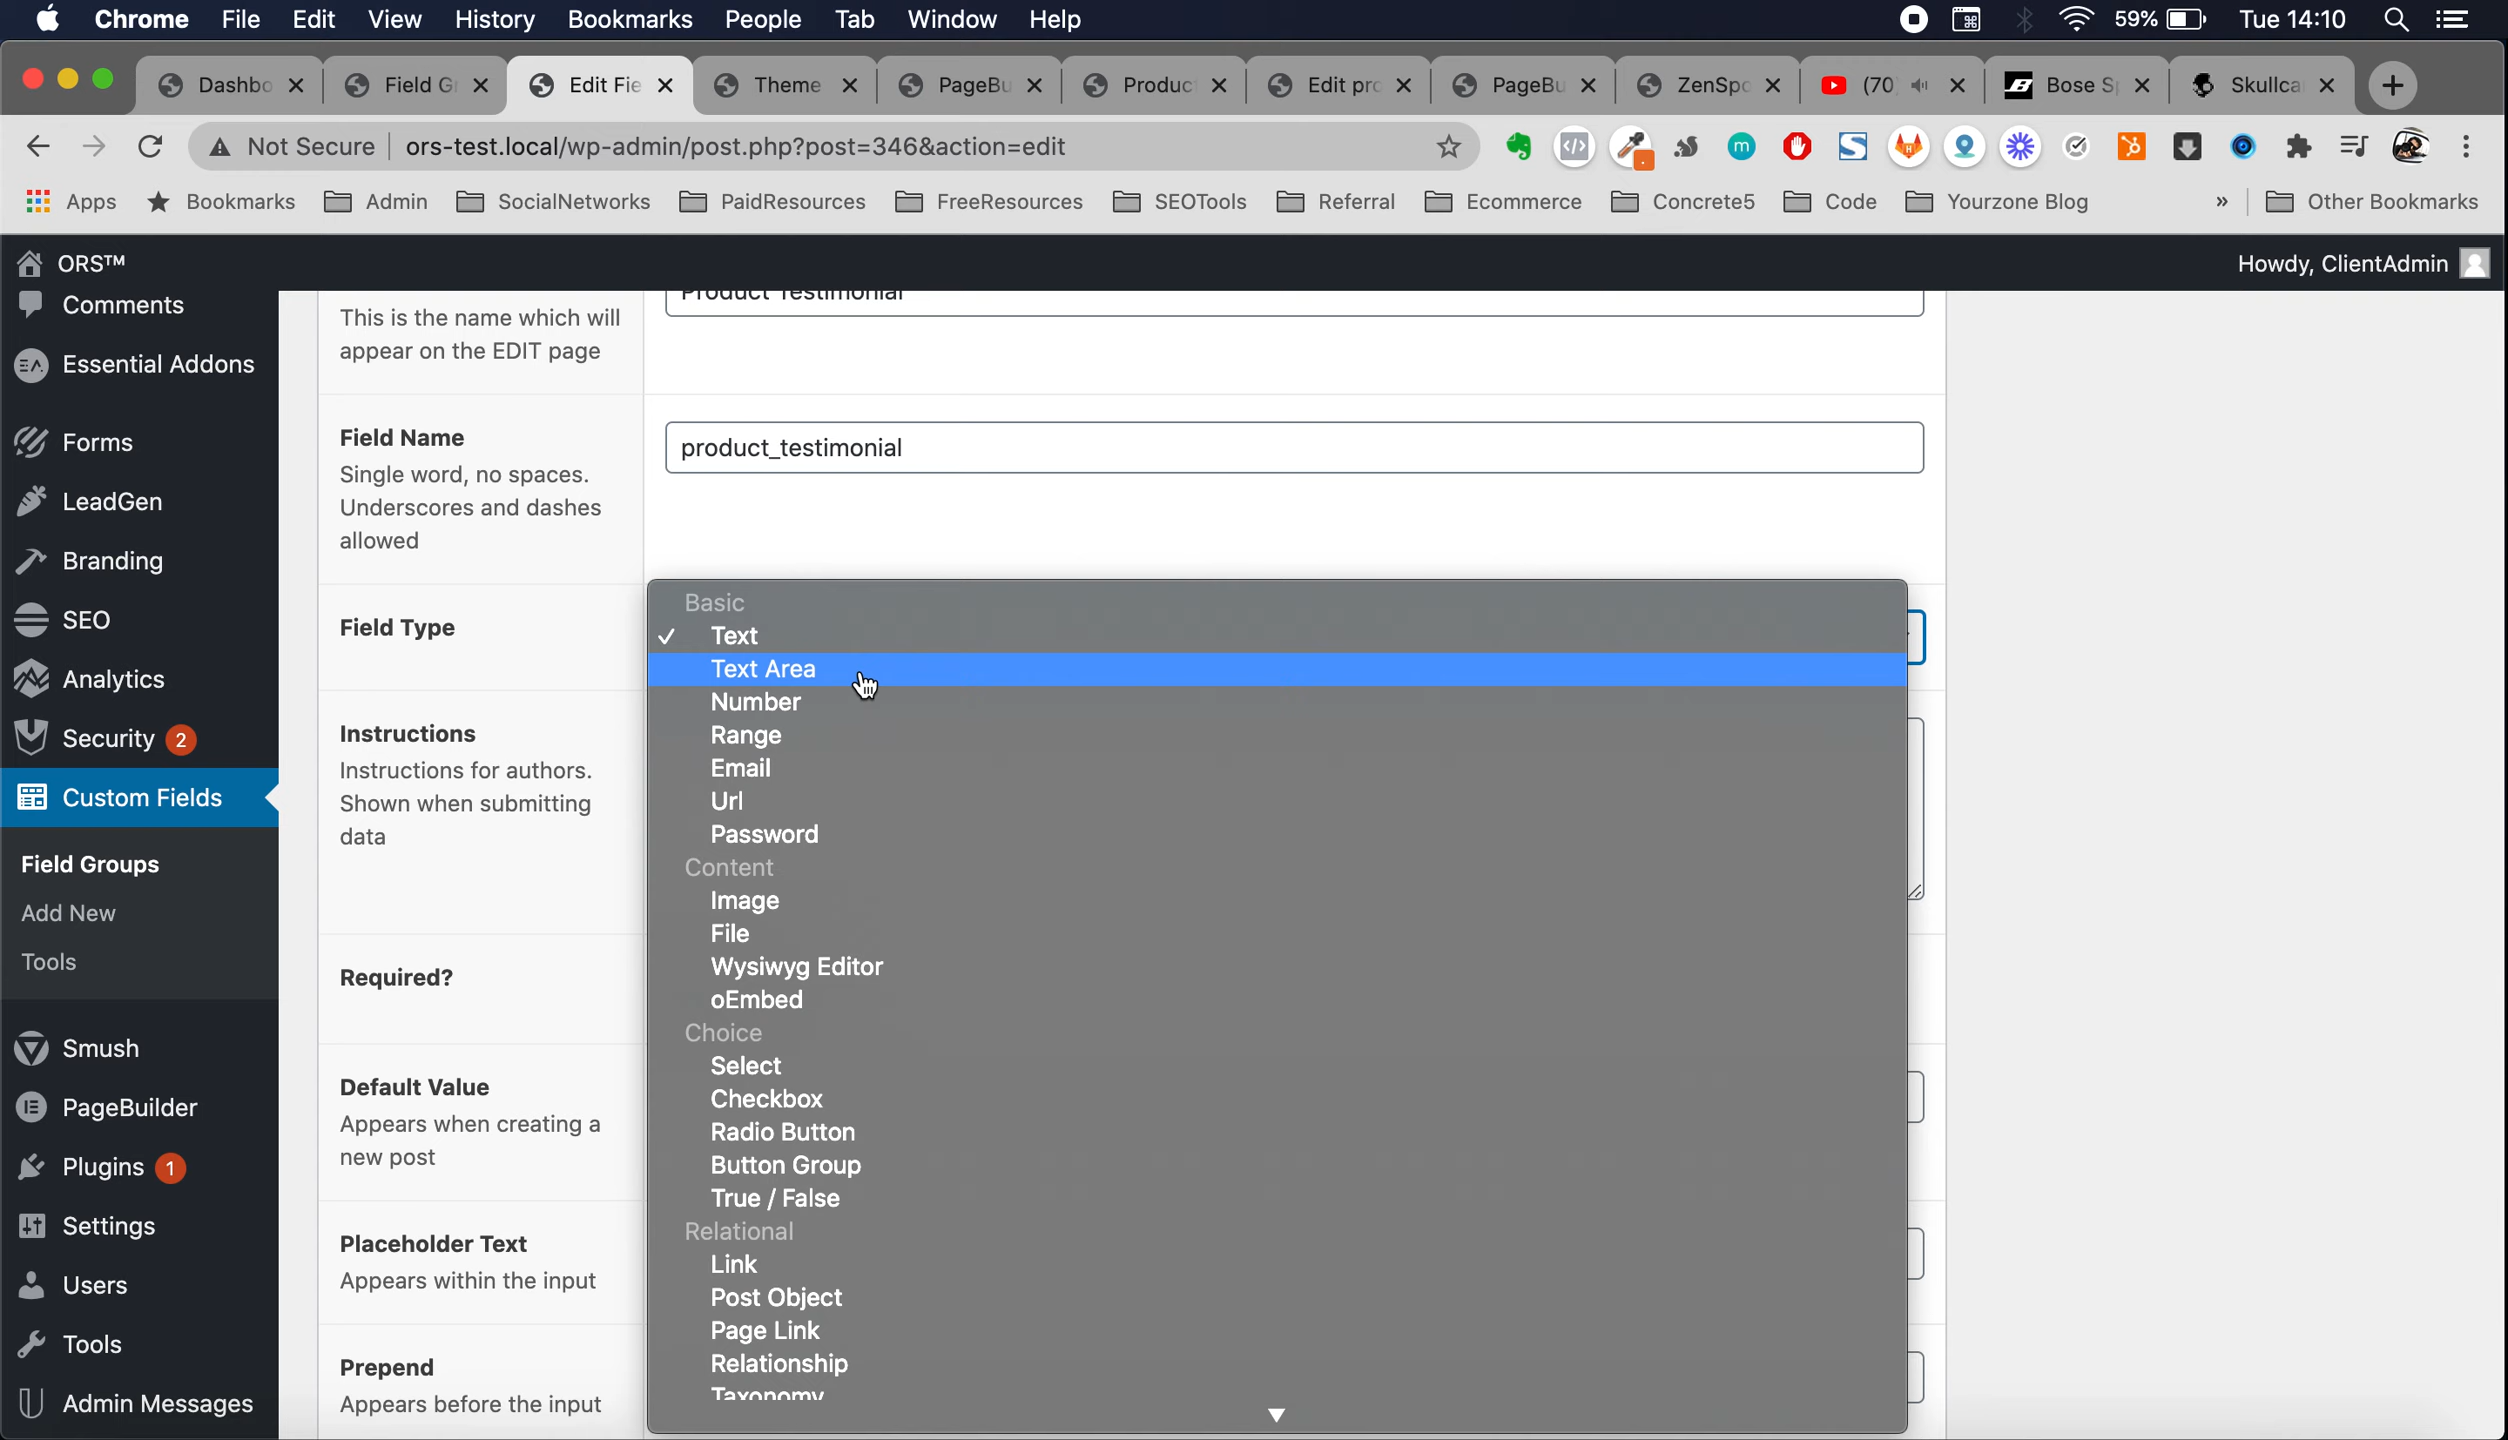 Chrome File Edit View History Bookmarks People Tab Window Help 59% Tue 14:10
Dashbo Field G Edit Fie Theme PageBu Product Edit pro PageBu ZenSpo (70 Bose S Skullca
Not Secure ors-test.local/wp-admin/post.php?post=346&action=edit
Apps Bookmarks Admin SocialNetworks PaidResources FreeResources SEOTools Referral Ecommerce Concrete5 Code Yourzone Blog » Other Bookmarks
ORS™ Howdy, ClientAdmin
Comments
Essential Addons
Forms
LeadGen
Branding
SEO
Analytics
Security 2
Custom Fields
Field Groups
Add New
Tools
Smush
PageBuilder
Plugins 1
Settings
Users
Tools
Admin Messages
Product Testimonial
This is the name which will
appear on the EDIT page
Field Name
Single word, no spaces.
Underscores and dashes
allowed
product_testimonial
Field Type
Instructions
Instructions for authors.
Shown when submitting
data
Required?
Default Value
Appears when creating a
new post
Placeholder Text
Appears within the input
Prepend
Appears before the input
Basic
✓ Text
Text Area
Number
Range
Email
Url
Password
Content
Image
File
Wysiwyg Editor
oEmbed
Choice
Select
Checkbox
Radio Button
Button Group
True / False
Relational
Link
Post Object
Page Link
Relationship
Taxonomy